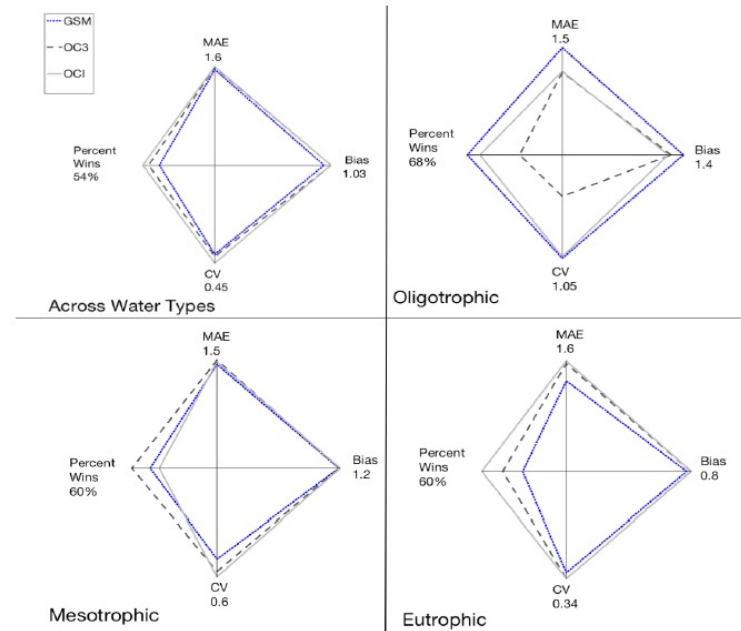 GSM
OC3
OCI
MAE
1.6
Percent
Wins
54%
Bias
1.03
CV
0.45
Across Water Types
MAE
1.5
Percent
Wins
68%
Bias
1.4
CV
1.05
Oligotrophic
MAE
1.5
Percent
Wins
60%
Bias
1.2
CV
0.6
Mesotrophic
MAE
1.6
Percent
Wins
60%
Bias
0.8
CV
0.34
Eutrophic